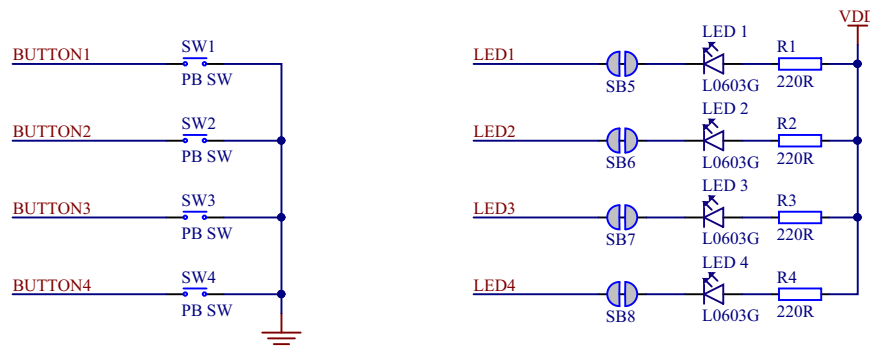 VDD
BUTTON1
SW1
PB SW
LED1
SB5
LED 1
L0603G
R1
220R
BUTTON2
SW2
PB SW
LED2
SB6
LED 2
L0603G
R2
220R
BUTTON3
SW3
PB SW
LED3
SB7
LED 3
L0603G
R3
220R
BUTTON4
SW4
PB SW
LED4
SB8
LED 4
L0603G
R4
220R